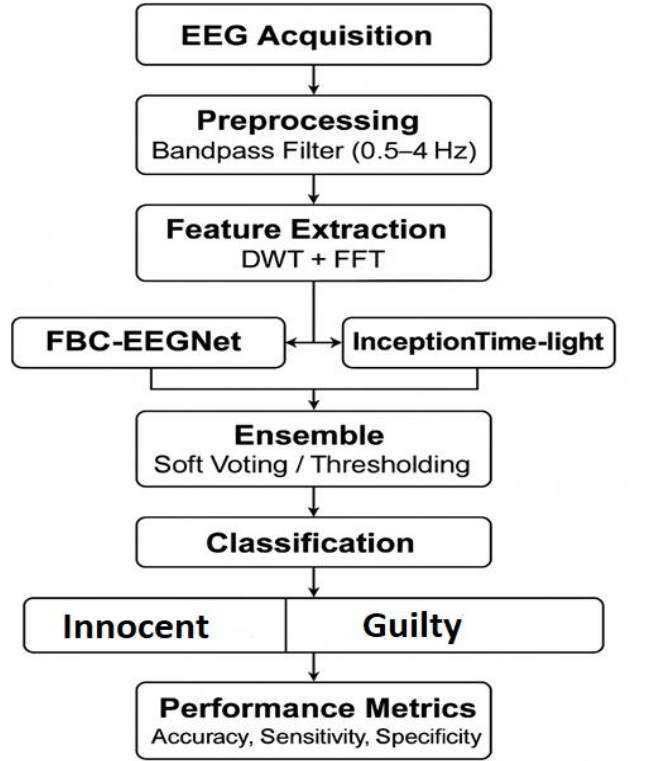 EEG Acquisition
Preprocessing
Bandpass Filter (0.5–4 Hz)
Feature Extraction
DWT + FFT
FBC-EEGNet
InceptionTime-light
Ensemble
Soft Voting / Thresholding
Classification
Innocent
Guilty
Performance Metrics
Accuracy, Sensitivity, Specificity